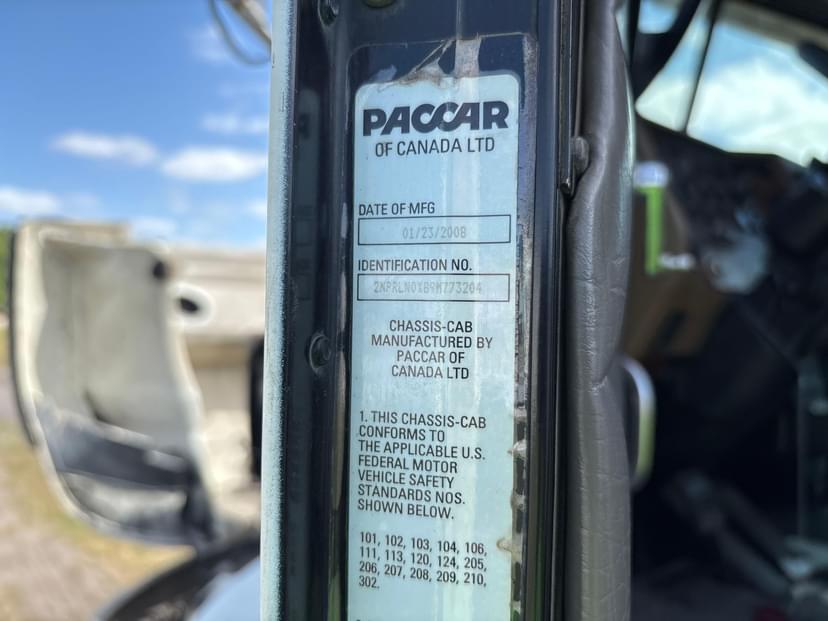 PACCAR
OF CANADA LTD
DATE OF MFG
01/23/2008
IDENTIFICATION NO.
CHASSIS-CAB
MANUFACTURED BY
PACCAR OF
CANADA LTD
1. THIS CHASSIS-CAB
CONFORMS TO
THE APPLICABLE U.S.
FEDERAL MOTOR
VEHICLE SAFETY
STANDARDS NOS.
SHOWN BELOW.
101, 102, 103, 104, 106,
111, 113, 120, 124, 205,
206, 207, 208, 209, 210,
302.